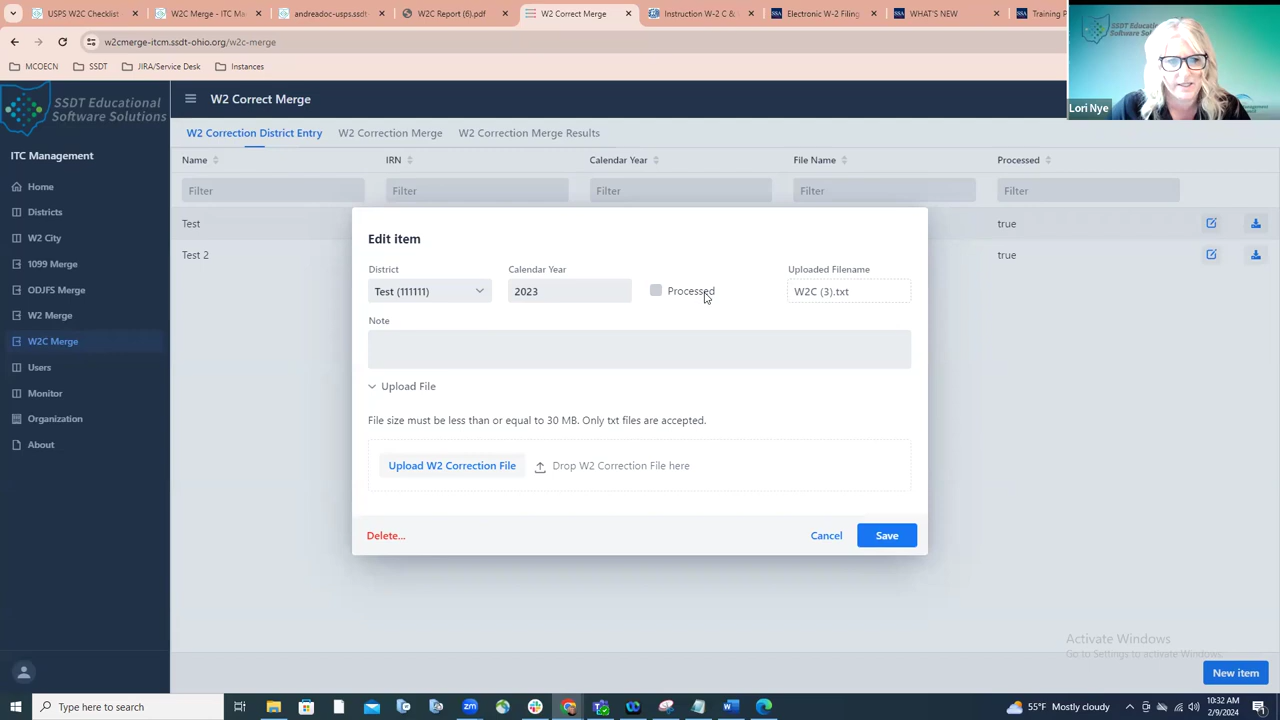 USPS W2C Checklist
W2C Merge
andreadoc-usps.ssdt-
W2C Report (6).pdf
W2 Correct Merge
Instruction W-2 C &:
Electronic W-2 Filing
WHAT'S NEW
Training P
w2cmerge-itcm.ssdt-ohio.org/w2c-merge
MCOECN
SSDT
JIRA/Service Desk
Instances
SSDT Educational
Software Solutions
Lori Nye
SSDT Educational
Software Solutions
ITC Management
Home
Districts
W2 City
1099 Merge
ODJFS Merge
W2 Merge
W2C Merge
Users
Monitor
Organization
About
W2 Correct Merge
W2 Correction District Entry
W2 Correction Merge
W2 Correction Merge Results
Name
IRN
Calendar Year
File Name
Processed
Filter
Filter
Filter
Filter
Filter
Test
true
Test 2
true
Edit item
District
Calendar Year
Uploaded Filename
Test (111111)
2023
Processed
W2C (3).txt
Note
Upload File
File size must be less than or equal to 30 MB. Only txt files are accepted.
Upload W2 Correction File
Drop W2 Correction File here
Delete...
Cancel
Save
Activate Windows
Go to Settings to activate Windows.
New item
Type here to search
55°F Mostly cloudy
10:32 AM
2/9/2024